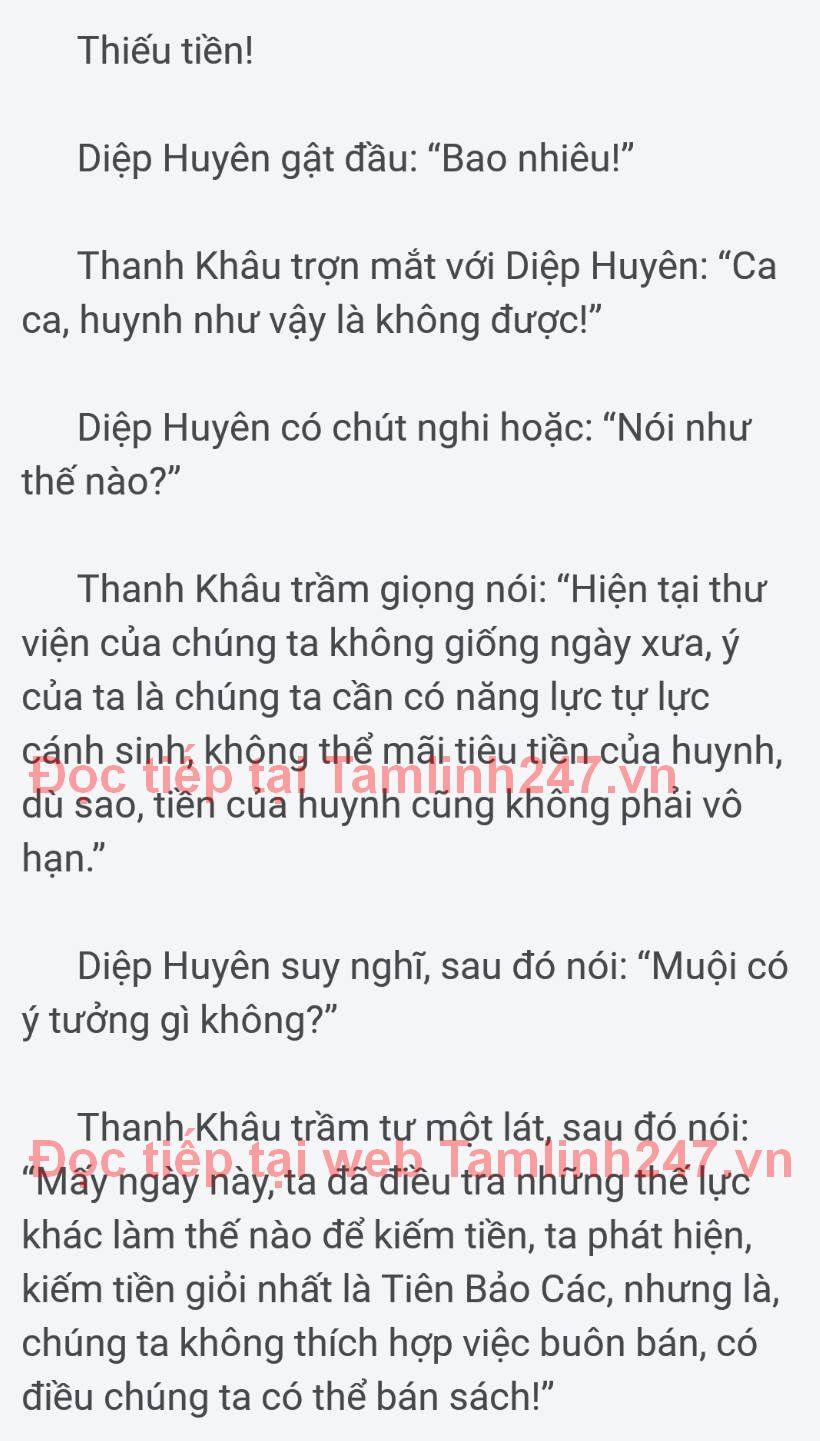 Thiếu tiền!
Diệp Huyên gật đầu: “Bao nhiêu!”
Thanh Khâu trợn mắt với Diệp Huyên: “Ca
ca, huynh như vậy là không được!”
Diệp Huyên có chút nghi hoặc: “Nói như
thế nào?”
Thanh Khâu trầm giọng nói: “Hiện tại thư
viện của chúng ta không giống ngày xưa, ý
của ta là chúng ta cần có năng lực tự lực
cánh sinh, không thể mãi tiêu tiền của huynh,
Đọc tiếp tại Tamlinh247.vn
dù sao, tiền của huynh cũng không phải vô
hạn.”
Diệp Huyên suy nghĩ, sau đó nói: “Muội có
ý tưởng gì không?”
Thanh Khâu trầm tư một lát, sau đó nói:
Đọc tiếp tại web Tamlinh247.vn
“Mấy ngày này, ta đã điều tra những thế lực
khác làm thế nào để kiếm tiền, ta phát hiện,
kiếm tiền giỏi nhất là Tiên Bảo Các, nhưng là,
chúng ta không thích hợp việc buôn bán, có
điều chúng ta có thể bán sách!”